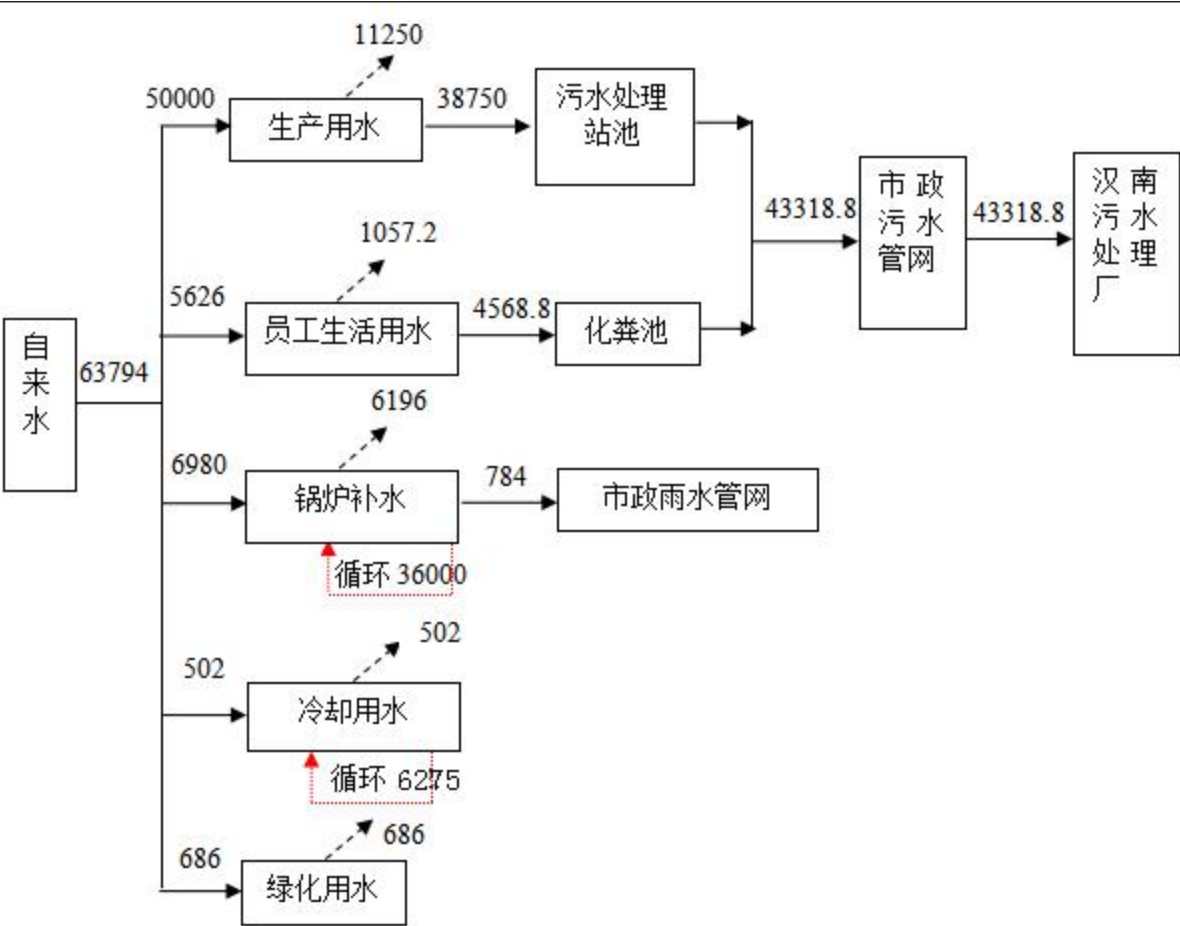 11250
50000
生产用水
38750
污水处理
站池
1057.2
5626
员工生活用水
4568.8
化粪池
43318.8
市政
污水
管网
43318.8
汉南
污水
处理
厂
自
来
水
63794
6196
6980
锅炉补水
784
市政雨水管网
循环 36000
502
502
冷却用水
循环 6275
686
686
绿化用水